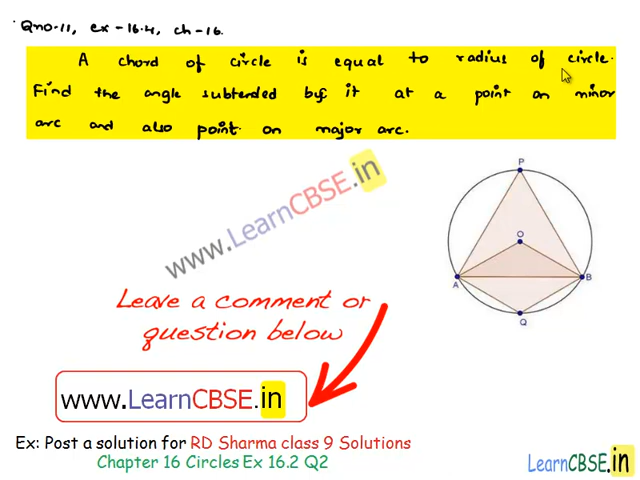 Qno-11, ex-16.4, ch-16.
A chord of circle is equal to radius of circle.
Find the angle subtended by it at a point on minor
arc and also point on major arc.
www.LearnCBSE.in
P
O
A
B
Q
Leave a comment or
question below
www.LearnCBSE.in
Ex: Post a solution for RD Sharma class 9 Solutions
Chapter 16 Circles Ex 16.2 Q2
LearnCBSE.in